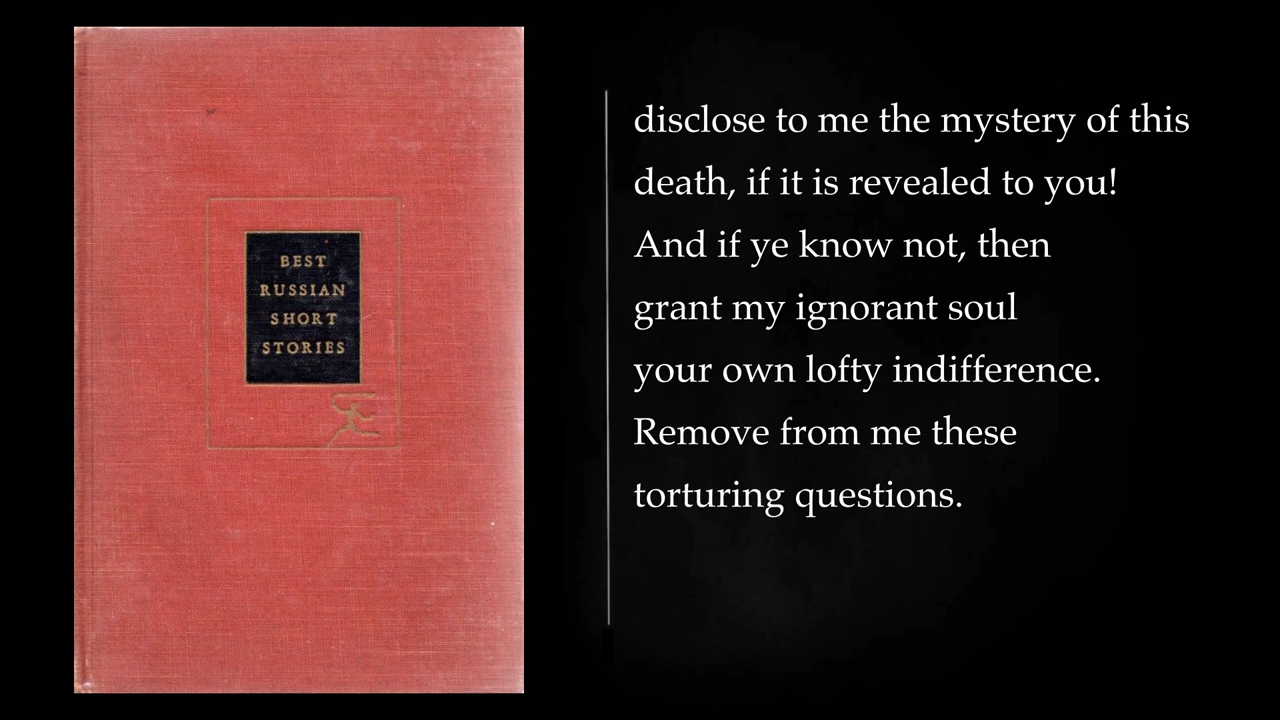 BEST
RUSSIAN
SHORT
STORIES
disclose to me the mystery of this
death, if it is revealed to you!
And if ye know not, then
grant my ignorant soul
your own lofty indifference.
Remove from me these
torturing questions.